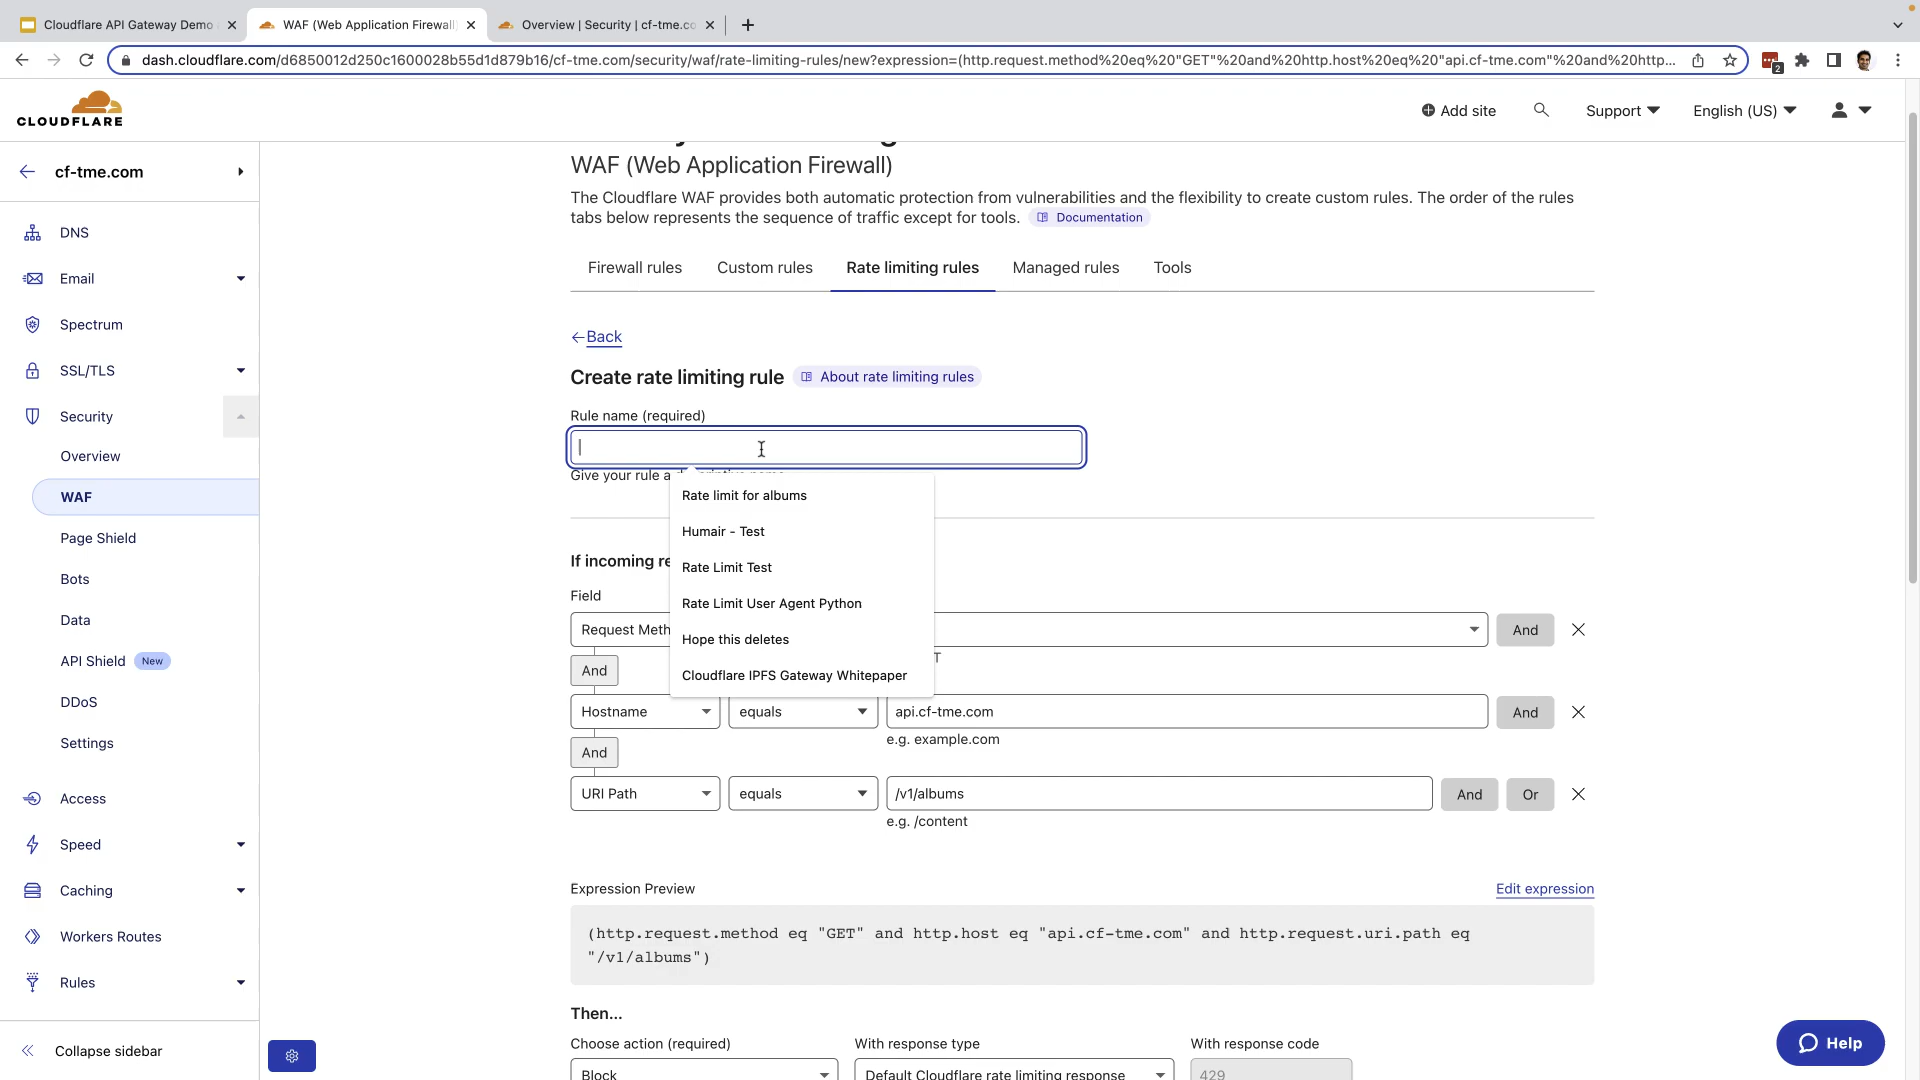 Cloudflare API Gateway Demo
WAF (Web Application Firewall)
Overview | Security | cf-tme.co
dash.cloudflare.com/d6850012d250c1600028b55d1d879b16/cf-tme.com/security/waf/rate-limiting-rules/new?expression=(http.request.method%20eq%20"GET"%20and%20http.host%20eq%20"api.cf-tme.com"%20and%20http...
2
CLOUDFLARE
Add site
Support
English (US)
cf-tme.com
DNS
Email
Spectrum
SSL/TLS
Security
Overview
WAF
Page Shield
Bots
Data
API Shield New
DDoS
Settings
Access
Speed
Caching
Workers Routes
Rules
Collapse sidebar
WAF (Web Application Firewall)
The Cloudflare WAF provides both automatic protection from vulnerabilities and the flexibility to create custom rules. The order of the rules
tabs below represents the sequence of traffic except for tools. Documentation
Firewall rules Custom rules Rate limiting rules Managed rules Tools
←Back
Create rate limiting rule About rate limiting rules
Rule name (required)
Give your rule a
Rate limit for albums
Humair - Test
Rate Limit Test
Rate Limit User Agent Python
Hope this deletes
Cloudflare IPFS Gateway Whitepaper
If incoming re
Field
Request Meth
And
T
And
Hostname equals api.cf-tme.com And
e.g. example.com
And
URI Path equals /v1/albums And Or
e.g. /content
Expression Preview
Edit expression
(http.request.method eq "GET" and http.host eq "api.cf-tme.com" and http.request.uri.path eq
"/v1/albums")
Then...
Choose action (required) With response type With response code
Block Default Cloudflare rate limiting response 429
Help